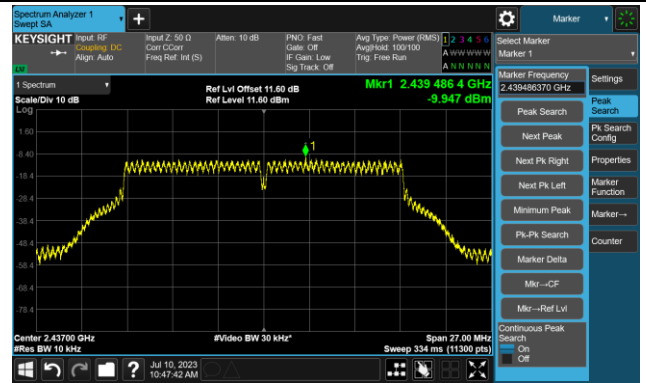 Spectrum Analyzer 1
Swept SA
Marker
KEYSIGHT
Input: RF
Coupling: DC
Align: Auto
Input Z: 50 Ω
Corr CCorr
Freq Ref: Int (S)
Atten: 10 dB
PNO: Fast
Gate: Off
IF Gain: Low
Sig Track: Off
Avg Type: Power (RMS)
Avg|Hold: 100/100
Trig: Free Run
1 2 3 4 5 6
A W W W W W
A N N N N N
Select Marker
Marker 1
1 Spectrum
Scale/Div 10 dB
Log
Ref Lvl Offset 11.60 dB
Ref Level 11.60 dBm
Mkr1 2.439 486 4 GHz
-9.947 dBm
1.60
-8.40
-18.4
-28.4
-38.4
-48.4
-58.4
-68.4
-78.4
1
Center 2.43700 GHz
#Res BW 10 kHz
#Video BW 30 kHz*
Span 27.00 MHz
Sweep 334 ms (11300 pts)
Marker Frequency
2.439486370 GHz
Peak Search
Next Peak
Next Pk Right
Next Pk Left
Minimum Peak
Pk-Pk Search
Marker Delta
Mkr→CF
Mkr→Ref Lvl
Continuous Peak
Search
On
Off
Settings
Peak
Search
Pk Search
Config
Properties
Marker
Function
Marker→
Counter
?
Jul 10, 2023
10:47:42 AM